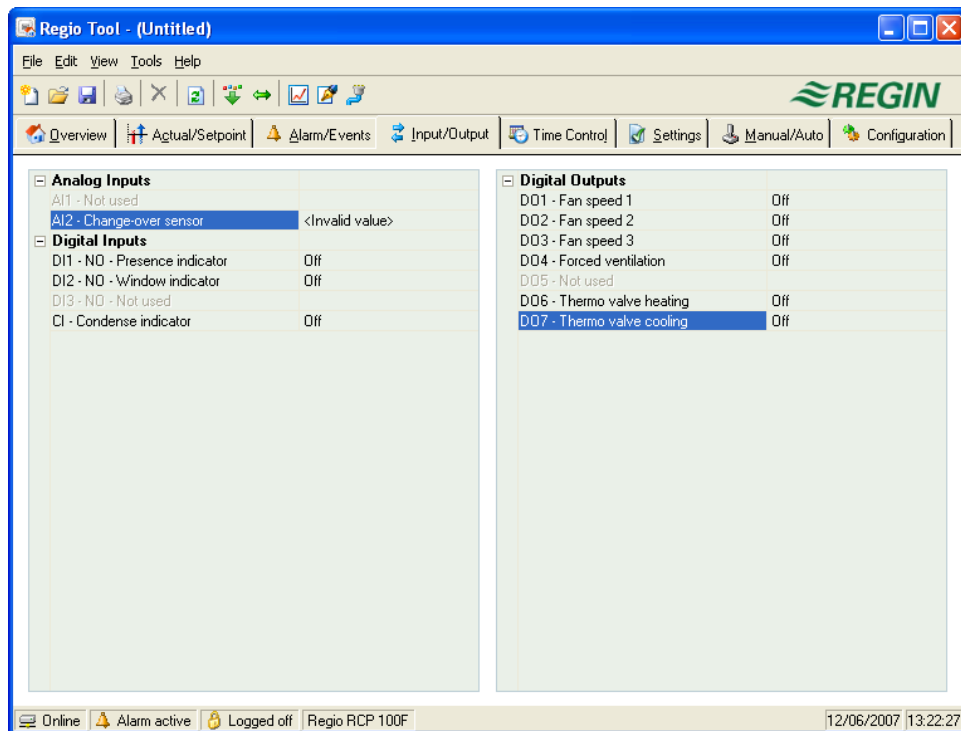 Regio Tool - (Untitled)
File Edit View Tools Help
REGIN
Overview Actual/Setpoint Alarm/Events Input/Output Time Control Settings Manual/Auto Configuration
Analog Inputs
AI1 - Not used
AI2 - Change-over sensor <Invalid value>
Digital Inputs
DI1 - NO - Presence indicator Off
DI2 - NO - Window indicator Off
DI3 - NO - Not used
CI - Condense indicator Off
Digital Outputs
DO1 - Fan speed 1 Off
DO2 - Fan speed 2 Off
DO3 - Fan speed 3 Off
DO4 - Forced ventilation Off
DO5 - Not used
DO6 - Thermo valve heating Off
DO7 - Thermo valve cooling Off
Online Alarm active Logged off Regio RCP 100F 12/06/2007 13:22:27